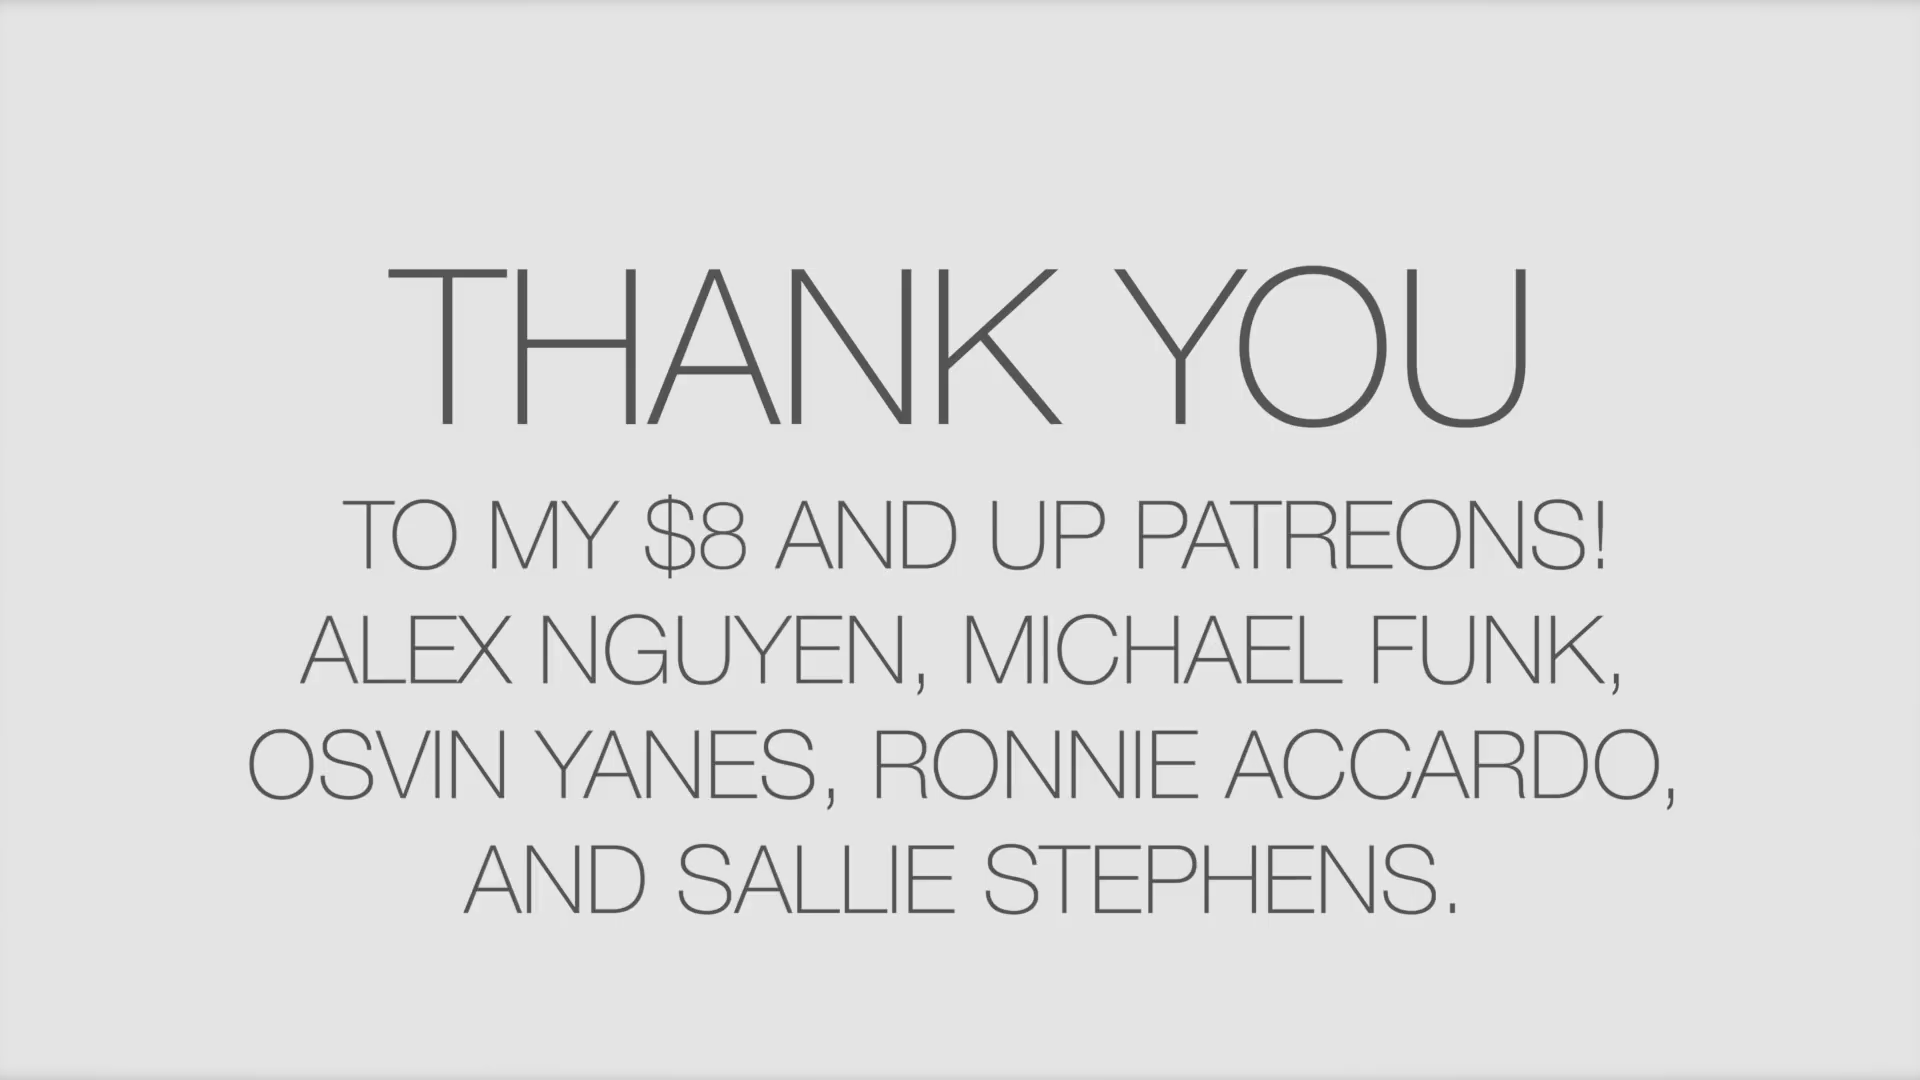 THANK YOU
TO MY $8 AND UP PATREONS!
ALEX NGUYEN, MICHAEL FUNK,
OSVIN YANES, RONNIE ACCARDO,
AND SALLIE STEPHENS.